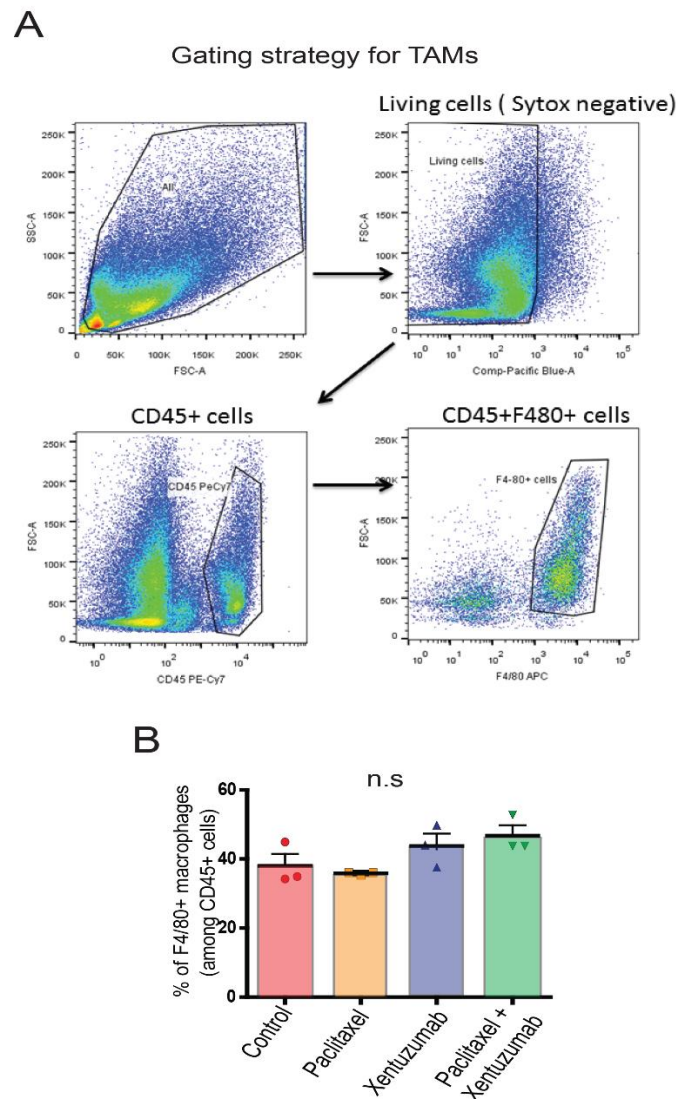 A
Gating strategy for TAMs
Living cells ( Sytox negative)
250K
200K
150K
100K
50K
0
SSC-A
All
0 50K 100K 150K 200K 250K
FSC-A
250K
200K
150K
100K
50K
0
FSC-A
Living cells
10^0 10^1 10^2 10^3 10^4 10^5
Comp-Pacific Blue-A
CD45+ cells
250K
200K
150K
100K
50K
0
FSC-A
CD45 PeCy7
10^0 10^2 10^4
CD45 PE-Cy7
CD45+F480+ cells
250K
200K
150K
100K
50K
0
FSC-A
F4-80+ cells
10^0 10^1 10^2 10^3 10^4 10^5
F4/80 APC
B
n.s
% of F4/80+ macrophages
(among CD45+ cells)
60
40
20
0
Control
Paclitaxel
Xentuzumab
Paclitaxel +
Xentuzumab